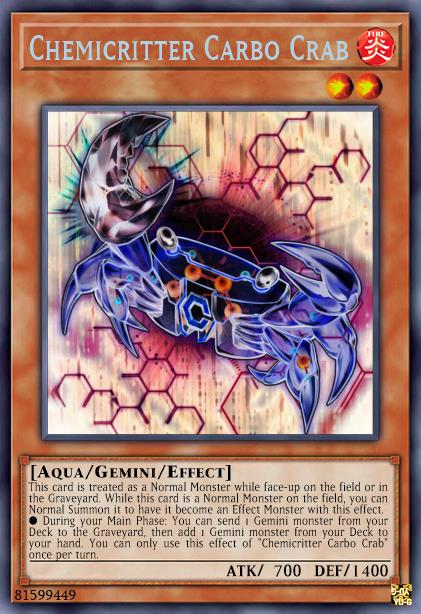 CHEMICRITTER CARBO CRAB
FIRE
炎
[AQUA/GEMINI/EFFECT]
This card is treated as a Normal Monster while face-up on the field or in
the Graveyard. While this card is a Normal Monster on the field, you can
Normal Summon it to have it become an Effect Monster with this effect.
● During your Main Phase: You can send 1 Gemini monster from your
Deck to the Graveyard, then add 1 Gemini monster from your Deck to
your hand. You can only use this effect of "Chemicritter Carbo Crab"
once per turn.
ATK/ 700 DEF/1400
81599449